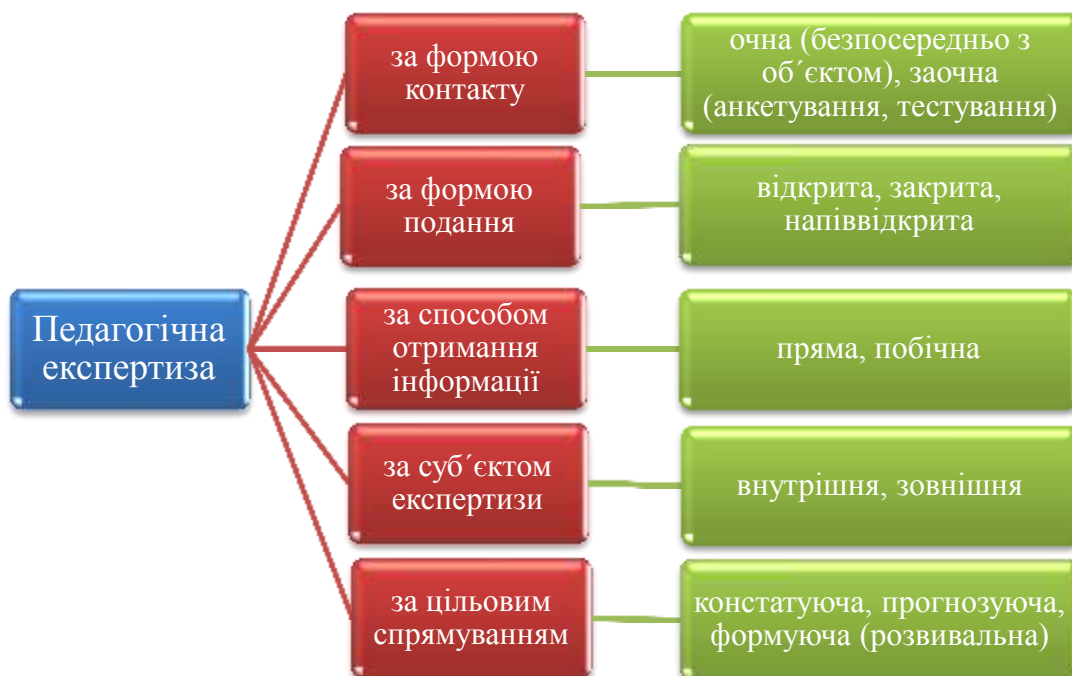 за формою
контакту
очна (безпосередньо з
об´єктом), заочна
(анкетування, тестування)
за формою
подання
відкрита, закрита,
напіввідкрита
Педагогічна
експертиза
за способом
отримання
інформації
пряма, побічна
за суб´єктом
експертизи
внутрішня, зовнішня
за цільовим
спрямуванням
констатуюча, прогнозуюча,
формуюча (розвивальна)